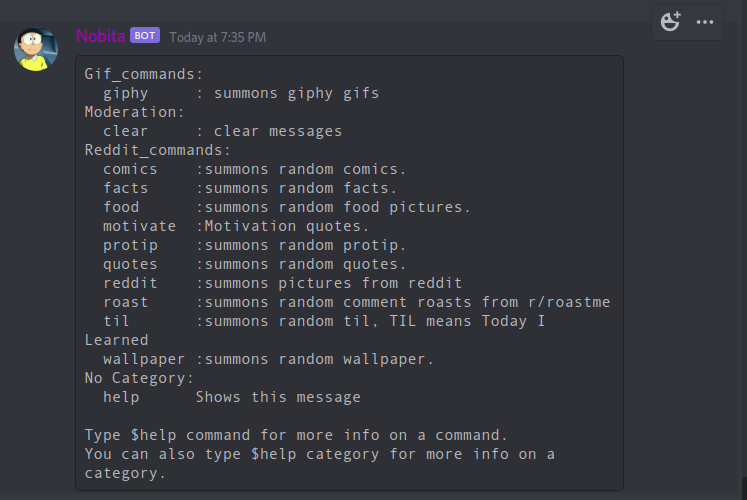 Nobita BOT Today at 7:35 PM
Gif_commands:
  giphy     : summons giphy gifs
Moderation:
  clear     : clear messages
Reddit_commands:
  comics    :summons random comics.
  facts     :summons random facts.
  food      :summons random food pictures.
  motivate  :Motivation quotes.
  protip    :summons random protip.
  quotes    :summons random quotes.
  reddit    :summons pictures from reddit
  roast     :summons random comment roasts from r/roastme
  til       :summons random til, TIL means Today I
Learned
  wallpaper :summons random wallpaper.
No Category:
  help      Shows this message

Type $help command for more info on a command.
You can also type $help category for more info on a
category.